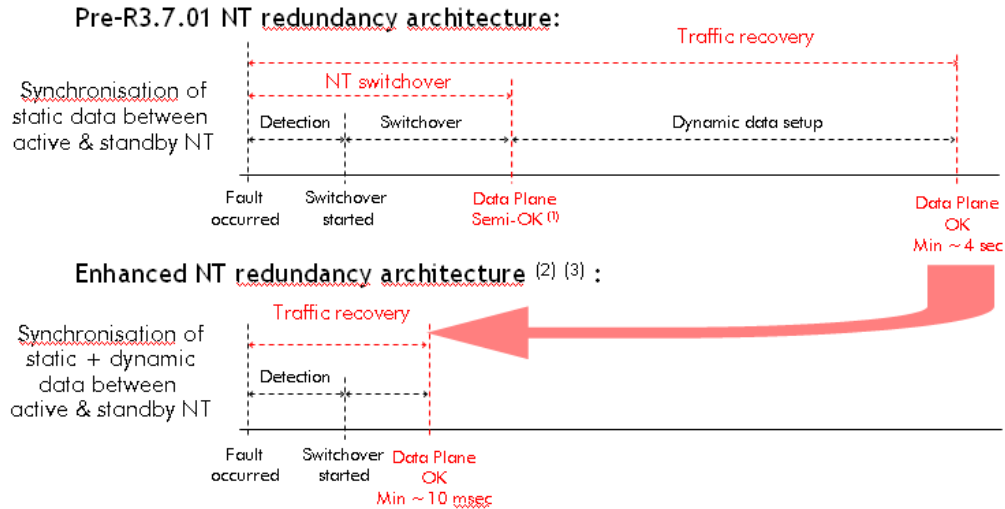 Pre-R3.7.01 NT redundancy architecture:
Traffic recovery
NT switchover
Synchronisation of
static data between
active & standby NT
Detection
Switchover
Dynamic data setup
Fault
occurred
Switchover
started
Data Plane
Semi-OK (1)
Data Plane
OK
Min ~ 4 sec
Enhanced NT redundancy architecture (2) (3) :
Traffic recovery
Synchronisation of
static + dynamic
data between
active & standby NT
Detection
Fault
occurred
Switchover
started
Data Plane
OK
Min ~ 10 msec